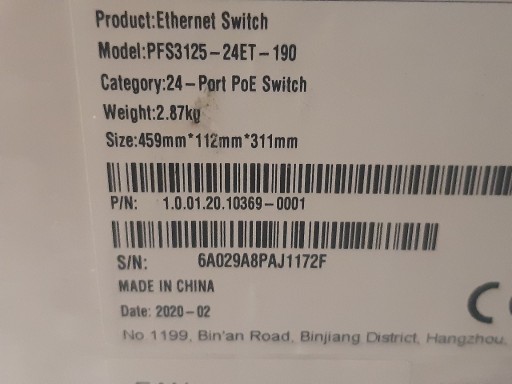 Product:Ethernet Switch
Model:PFS3125-24ET-190
Category:24-Port PoE Switch
Weight:2.87kg
Size:459mm*112mm*311mm
P/N: 1.0.01.20.10369-0001
S/N: 6A029A8PAJ1172F
MADE IN CHINA
Date: 2020-02
No 1199, Bin'an Road, Binjiang District, Hangzhou,